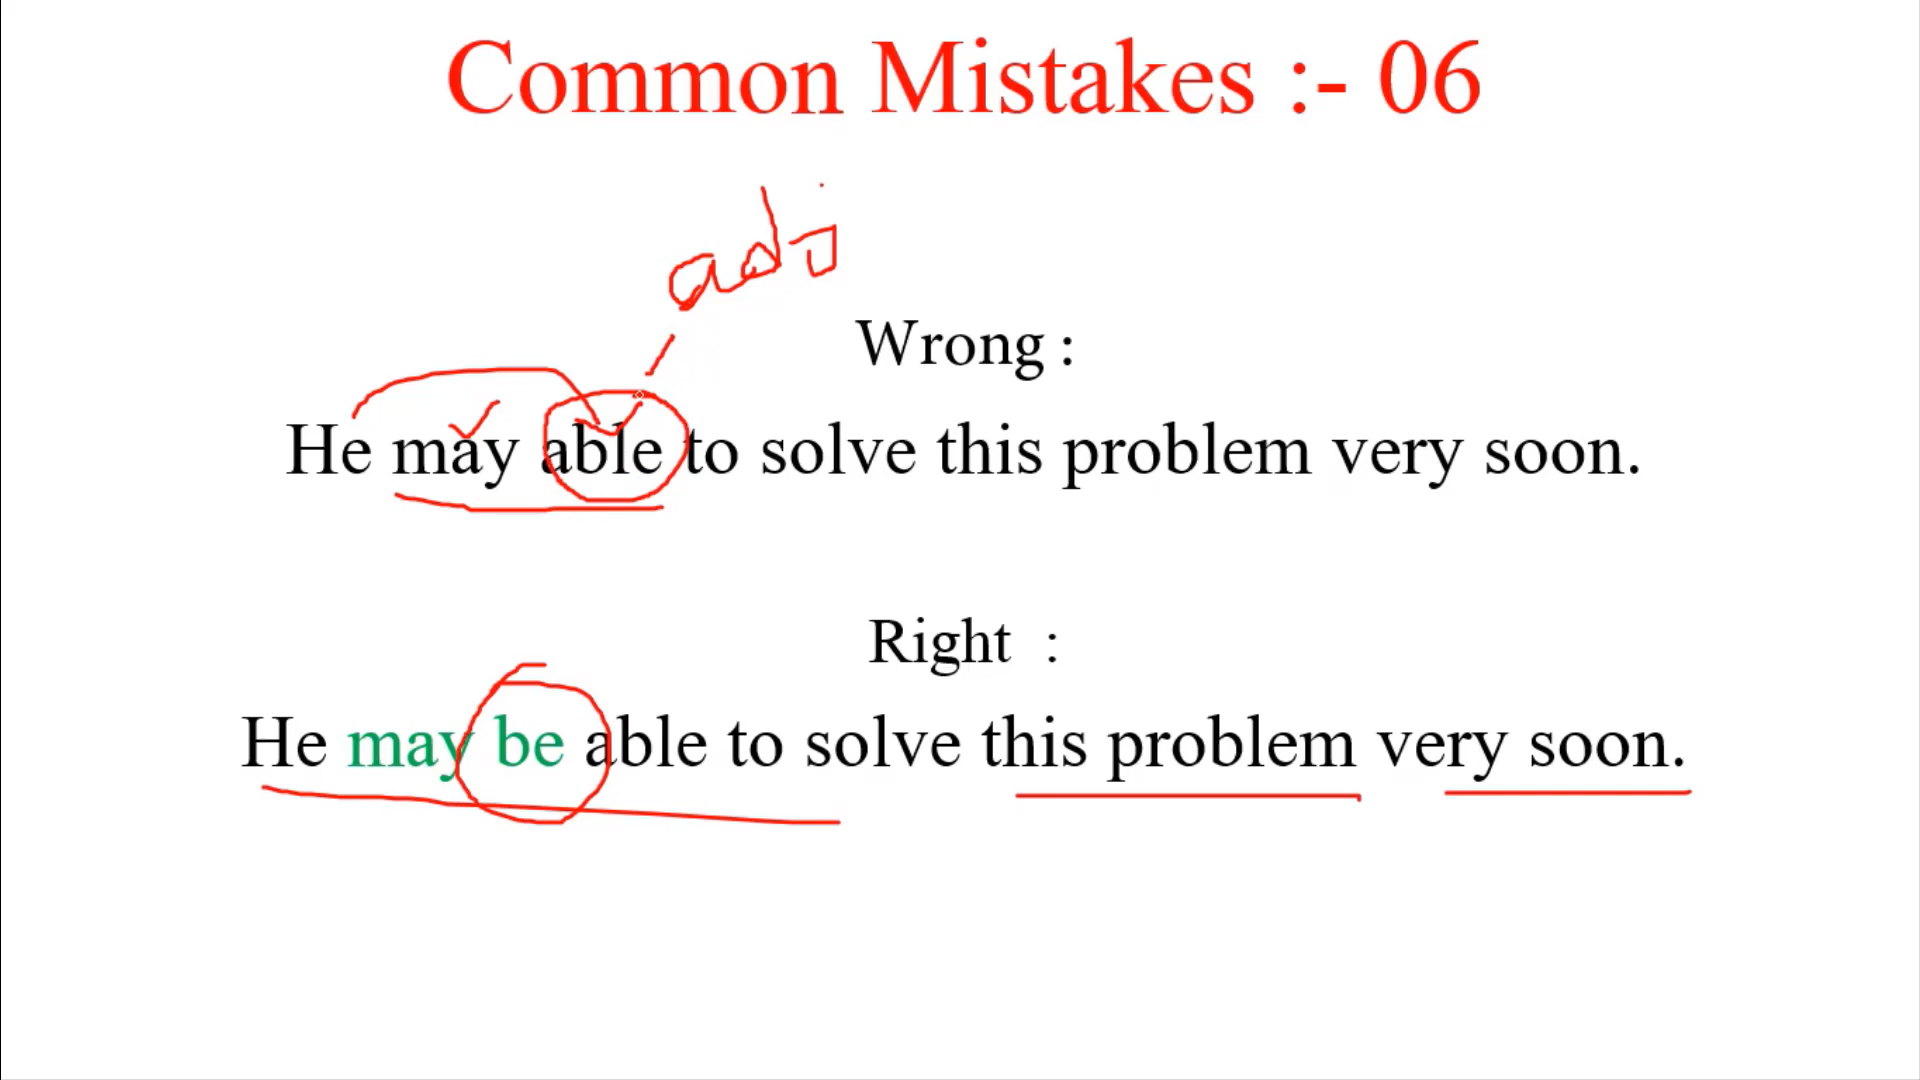 Common Mistakes :- 06
adj
Wrong :
He may able to solve this problem very soon.
Right :
He may be able to solve this problem very soon.